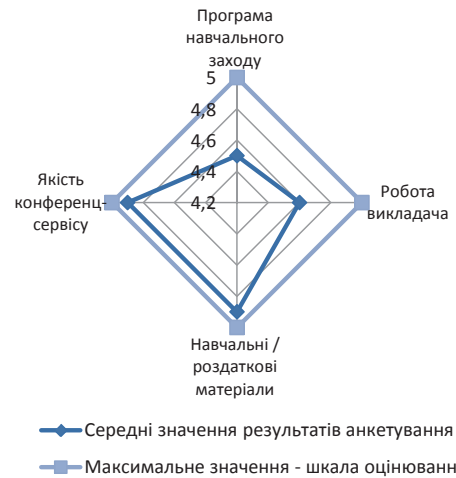 Програма
навчального
заходу
5
4,8
4,6
4,4
4,2
Якість
конференц-
сервісу
Робота
викладача
Навчальні /
роздаткові
матеріали
Середні значення результатів анкетування
Максимальне значення - шкала оцінюванн